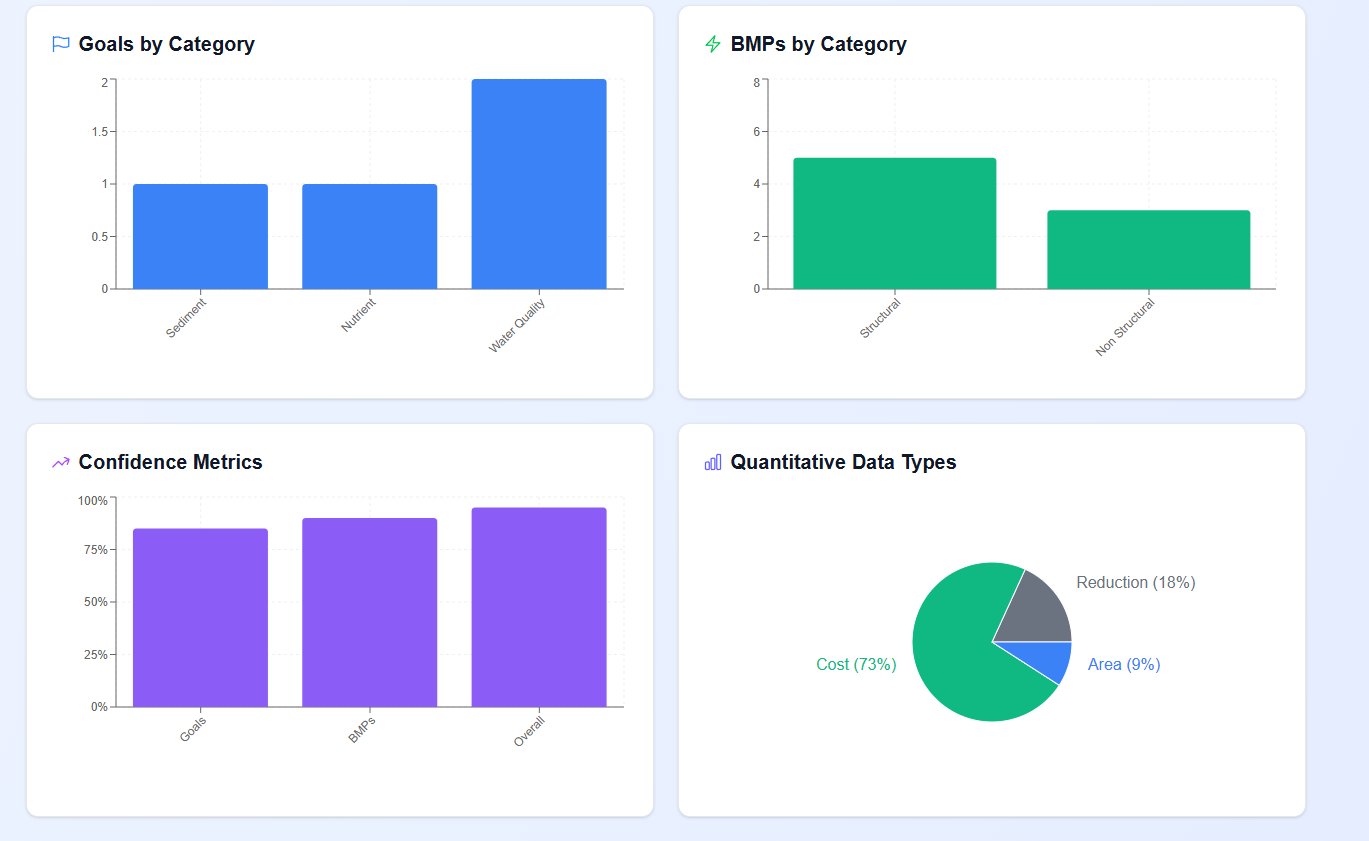 Goals by Category
2
1.5
1
0.5
0
Sediment
Nutrient
Water Quality
BMPs by Category
8
6
4
2
0
Structural
Non Structural
Confidence Metrics
100%
75%
50%
25%
0%
Goals
BMPs
Overall
Quantitative Data Types
Reduction (18%)
Cost (73%)
Area (9%)